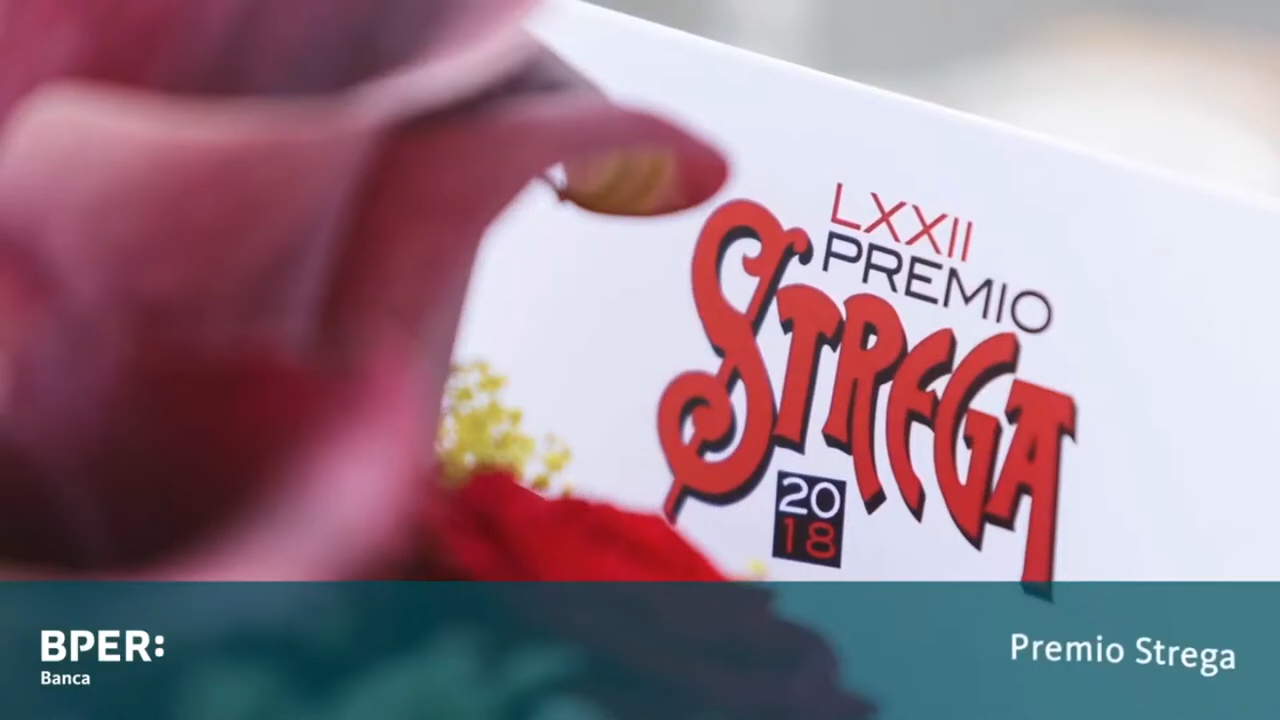 LXXII
PREMIO
STREGA
20
18
BPER:
Banca
Premio Strega